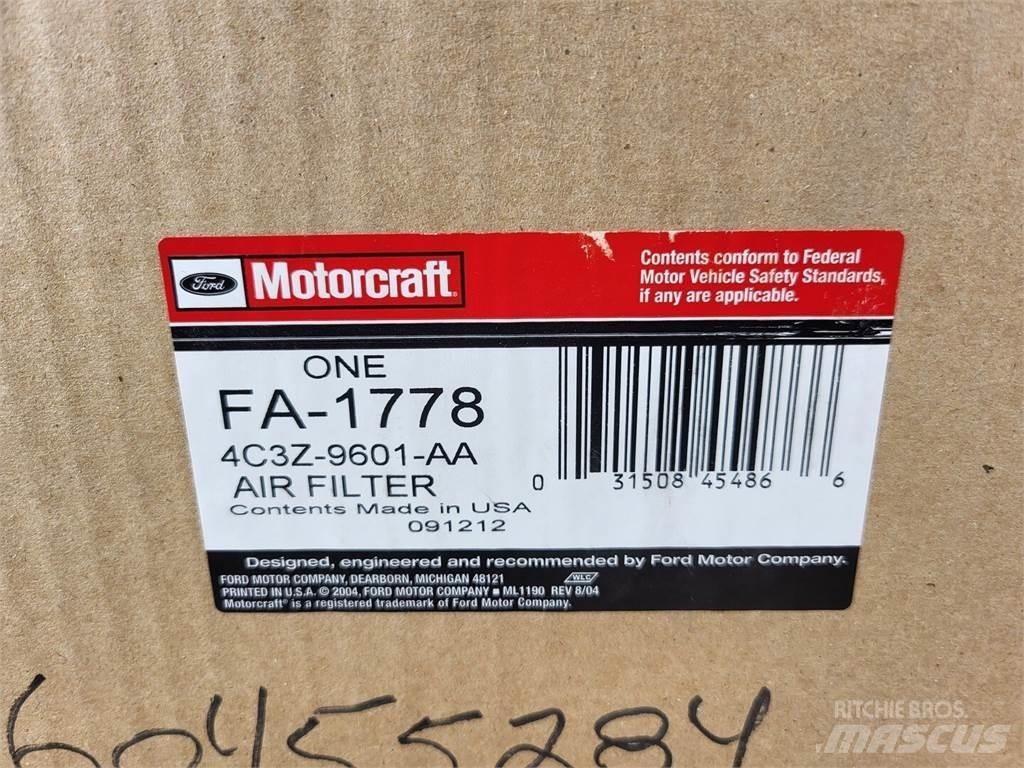 Ford Motorcraft®
Contents conform to Federal
Motor Vehicle Safety Standards,
if any are applicable.
ONE
FA-1778
4C3Z-9601-AA
AIR FILTER
Contents Made in USA
091212
0 31508 45486 6
Designed, engineered and recommended by Ford Motor Company.
FORD MOTOR COMPANY, DEARBORN, MICHIGAN 48121 WLC
PRINTED IN U.S.A. © 2004, FORD MOTOR COMPANY ■ ML1190 REV 8/04
Motorcraft® is a registered trademark of Ford Motor Company.
60455284
RITCHIE BROS.
MASCUS